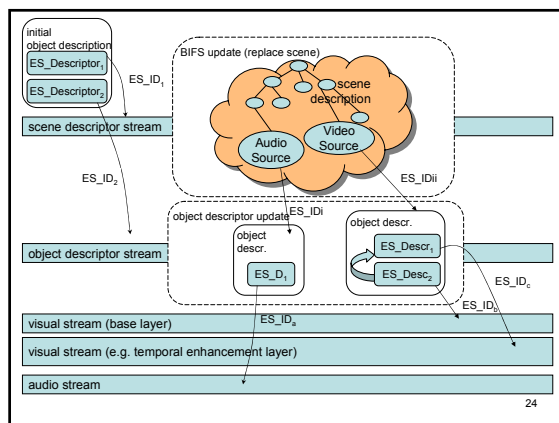 initial
object description
ES_Descriptor₁
ES_Descriptor₂
ES_ID₁
BIFS update (replace scene)
scene
description
Audio
Source
Video
Source
scene descriptor stream
ES_ID₂
ES_IDi
ES_IDii
object descriptor update
object
descr.
ES_D₁
object descr.
ES_Descr₁
ES_Desc₂
object descriptor stream
ES_IDₐ
ES_ID_b
ES_ID_c
visual stream (base layer)
visual stream (e.g. temporal enhancement layer)
audio stream
24